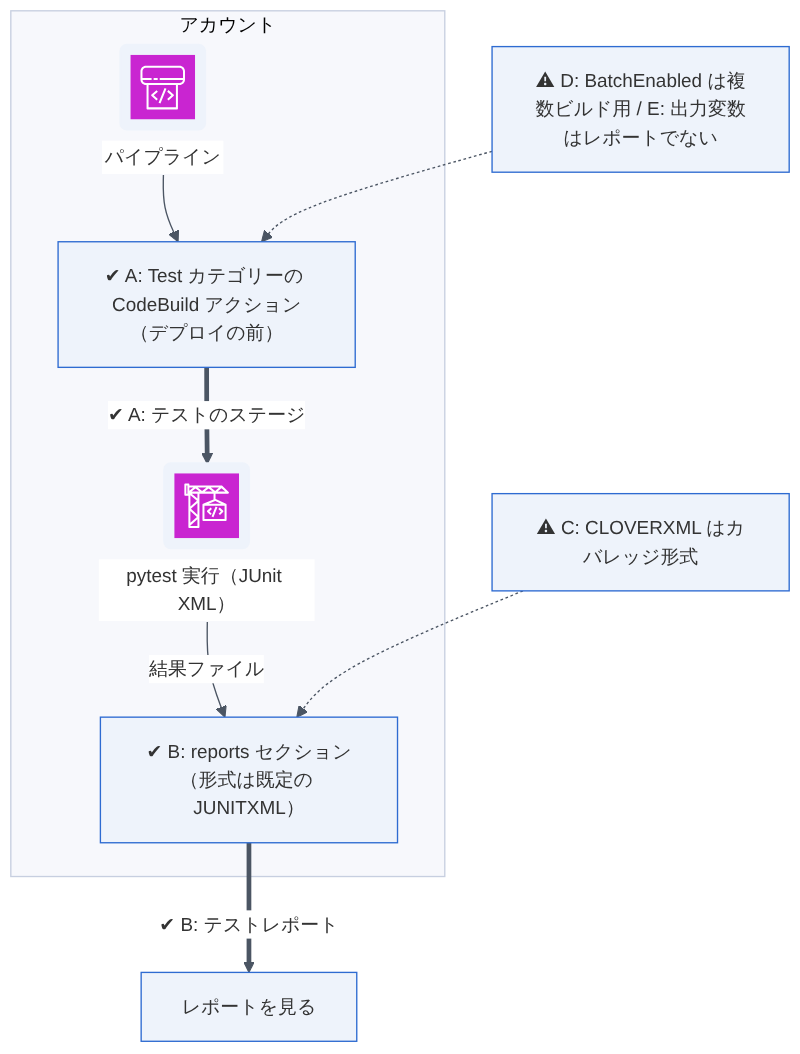 アカウント
パイプライン
⚠ D: BatchEnabled は複
数ビルド用 / E: 出力変数
はレポートでない
✔ A: Test カテゴリーの
CodeBuild アクション
（デプロイの前）
✔ A: テストのステージ
pytest 実行（JUnit
XML）
⚠ C: CLOVERXML はカ
バレッジ形式
結果ファイル
✔ B: reports セクション
（形式は既定の
JUNITXML）
✔ B: テストレポート
レポートを見る